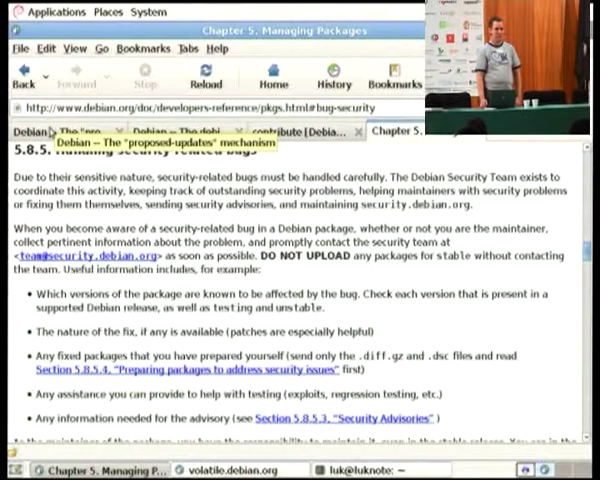 Applications Places System
Chapter 5. Managing Packages
File Edit View Go Bookmarks Tabs Help
Back Forward Stop Reload Home History Bookmarks
http://www.debian.org/doc/developers-reference/pkgs.html#bug-security
Debian contribute [Debia... Chapter 5.
Debian -- The "proposed-updates" mechanism
5.8.5. Handling security-related bugs
Due to their sensitive nature, security-related bugs must be handled carefully. The Debian Security Team exists to
coordinate this activity, keeping track of outstanding security problems, helping maintainers with security problems
or fixing them themselves, sending security advisories, and maintaining security.debian.org.
When you become aware of a security-related bug in a Debian package, whether or not you are the maintainer,
collect pertinent information about the problem, and promptly contact the security team at
<team@security.debian.org> as soon as possible. DO NOT UPLOAD any packages for stable without contacting
the team. Useful information includes, for example:
• Which versions of the package are known to be affected by the bug. Check each version that is present in a
supported Debian release, as well as testing and unstable.
• The nature of the fix, if any is available (patches are especially helpful)
• Any fixed packages that you have prepared yourself (send only the .diff.gz and .dsc files and read
Section 5.8.5.4, "Preparing packages to address security issues" first)
• Any assistance you can provide to help with testing (exploits, regression testing, etc.)
• Any information needed for the advisory (see Section 5.8.5.3, "Security Advisories" )
Chapter 5. Managing P... volatile.debian.org luk@luknote: ~